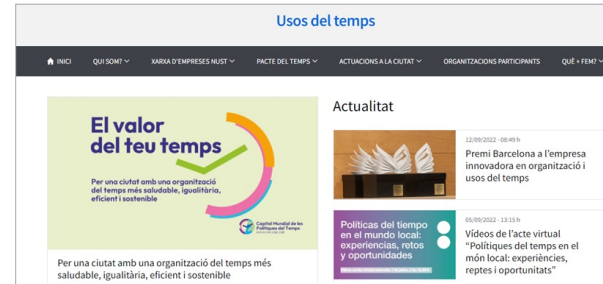 Usos del temps
INICI QUI SOM? XARXA D'EMPRESES NUST PACTE DEL TEMPS ACTUACIONS A LA CIUTAT ORGANITZACIONS PARTICIPANTS QUÈ + FEM?
El valor
del teu temps
Per una ciutat amb una organització
del temps més saludable, igualitària,
eficient i sostenible
Capital Mundial de les
Polítiques del Temps
Per una ciutat amb una organització del temps més
saludable, igualitària, eficient i sostenible
Actualitat
12/09/2022 - 08:49 h
Premi Barcelona a l'empresa
innovadora en organització i
usos del temps
Políticas del tiempo
en el mundo local:
experiencias, retos
y oportunidades
05/09/2022 - 13:15 h
Vídeos de l'acte virtual
"Polítiques del temps en el
món local: experiències,
reptes i oportunitats"